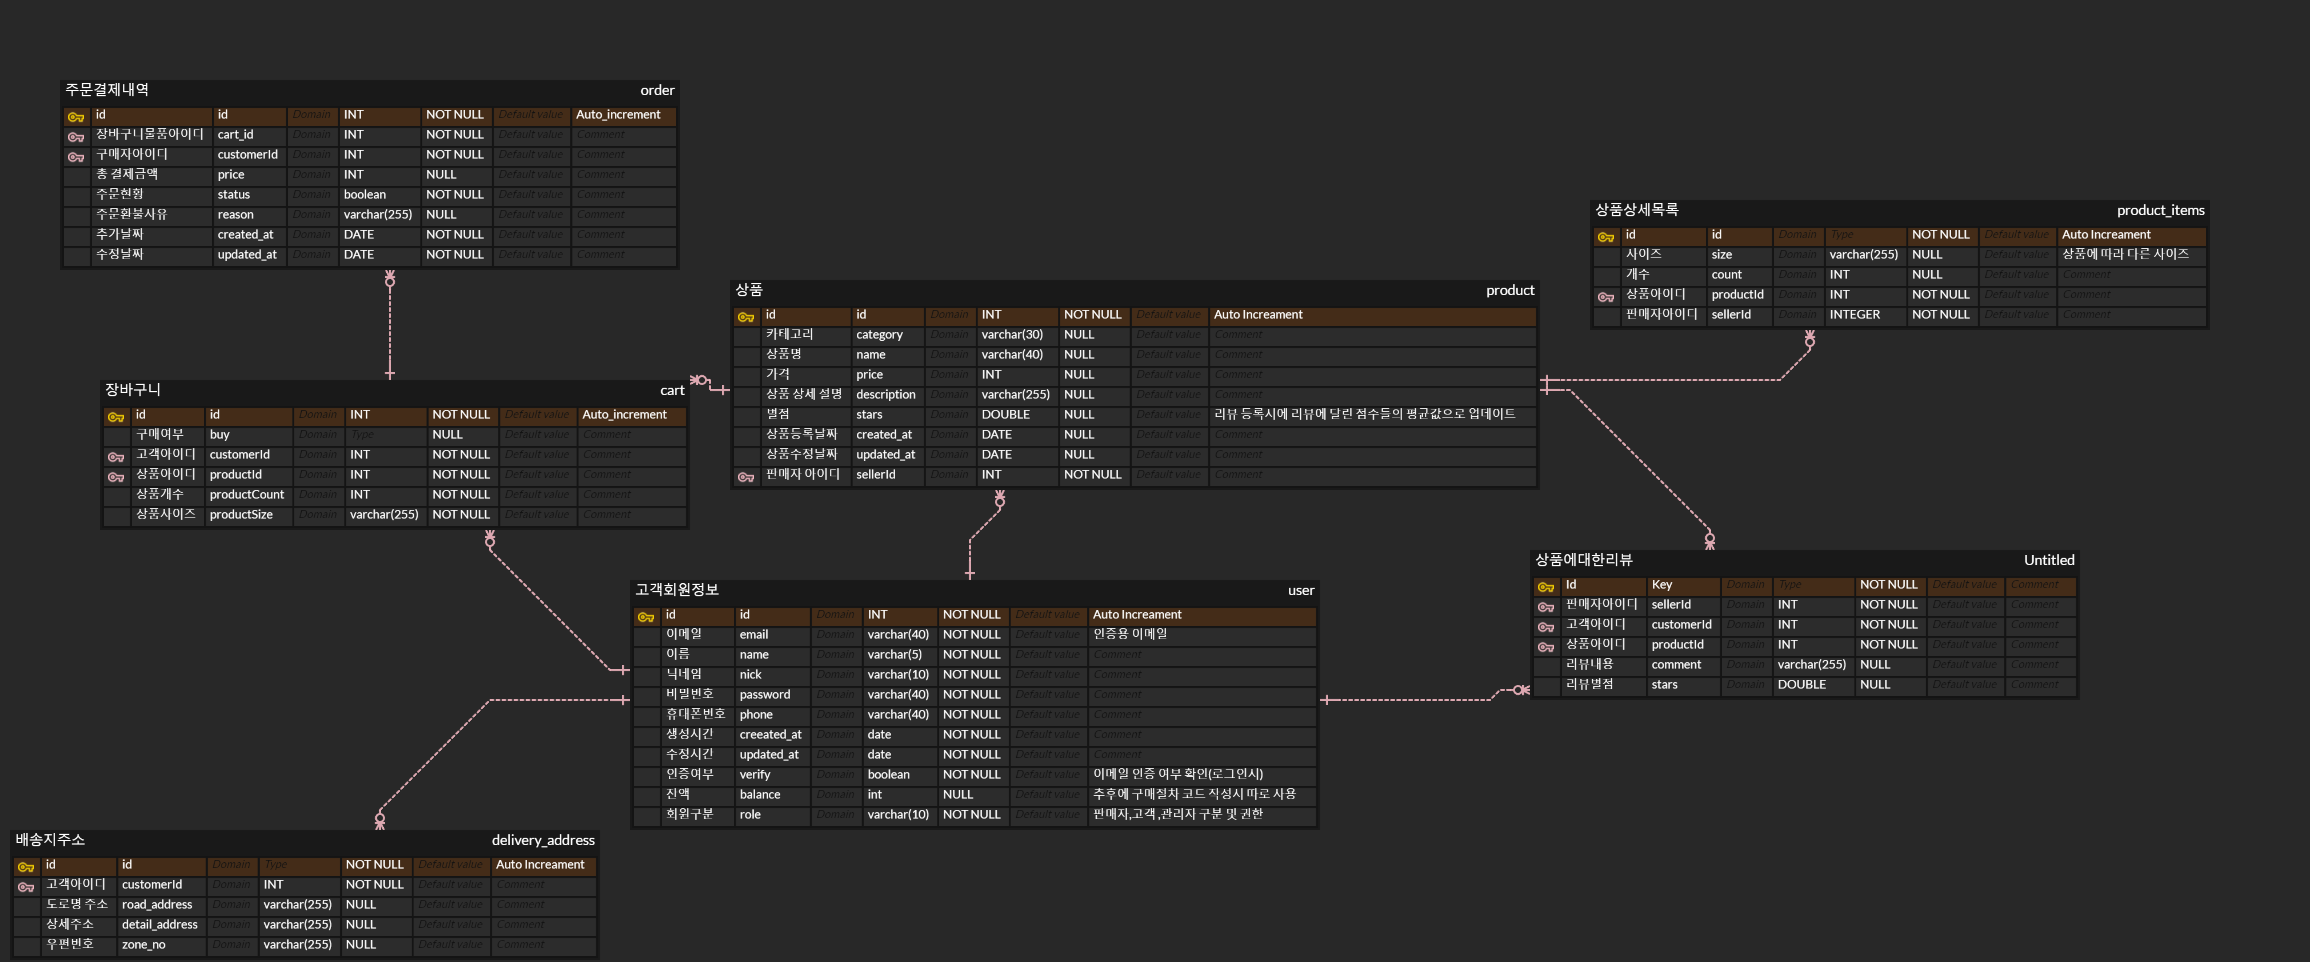 주문결제내역 order
id id Domain INT NOT NULL Default value Auto_increment
장바구니물품아이디 cart_id Domain INT NOT NULL Default value Comment
구매자아이디 customerId Domain INT NOT NULL Default value Comment
총 결제금액 price Domain INT NULL Default value Comment
주문현황 status Domain boolean NOT NULL Default value Comment
주문환불사유 reason Domain varchar(255) NULL Default value Comment
추가날짜 created_at Domain DATE NOT NULL Default value Comment
수정날짜 updated_at Domain DATE NOT NULL Default value Comment
상품상세목록 product_items
id id Domain Type NOT NULL Default value Auto Increament
사이즈 size Domain varchar(255) NULL Default value 상품에 따라 다른 사이즈
개수 count Domain INT NULL Default value Comment
상품아이디 productId Domain INT NOT NULL Default value Comment
판매자아이디 sellerId Domain INTEGER NOT NULL Default value Comment
상품 product
id id Domain INT NOT NULL Default value Auto Increament
카테고리 category Domain varchar(30) NULL Default value Comment
상품명 name Domain varchar(40) NULL Default value Comment
가격 price Domain INT NULL Default value Comment
상품 상세 설명 description Domain varchar(255) NULL Default value Comment
별점 stars Domain DOUBLE NULL Default value 리뷰 등록시에 리뷰에 달린 점수들의 평균값으로 업데이트
상품등록날짜 created_at Domain DATE NULL Default value Comment
상품수정날짜 updated_at Domain DATE NULL Default value Comment
판매자 아이디 sellerId Domain INT NOT NULL Default value Comment
장바구니 cart
id id Domain INT NOT NULL Default value Auto_increment
구매이부 buy Domain Type NULL Default value Comment
고객아이디 customerId Domain INT NOT NULL Default value Comment
상품아이디 productId Domain INT NOT NULL Default value Comment
상품개수 productCount Domain INT NOT NULL Default value Comment
상품사이즈 productSize Domain varchar(255) NOT NULL Default value Comment
상품에대한리뷰 Untitled
Id Key Domain Type NOT NULL Default value Comment
판매자아이디 sellerId Domain INT NOT NULL Default value Comment
고객아이디 customerId Domain INT NOT NULL Default value Comment
상품아이디 productId Domain INT NOT NULL Default value Comment
리뷰내용 comment Domain varchar(255) NULL Default value Comment
리뷰별점 stars Domain DOUBLE NULL Default value Comment
고객회원정보 user
id id Domain INT NOT NULL Default value Auto Increament
이메일 email Domain varchar(40) NOT NULL Default value 인증용 이메일
이름 name Domain varchar(5) NOT NULL Default value Comment
닉네임 nick Domain varchar(10) NOT NULL Default value Comment
비밀번호 password Domain varchar(40) NOT NULL Default value Comment
휴대폰번호 phone Domain varchar(40) NOT NULL Default value Comment
생성시간 creeated_at Domain date NOT NULL Default value Comment
수정시간 updated_at Domain date NOT NULL Default value Comment
인증여부 verify Domain boolean NOT NULL Default value 이메일 인증 여부 확인(로그인시)
잔액 balance Domain int NULL Default value 추후에 구매절차 코드 작성시 따로 사용
회원구분 role Domain varchar(10) NOT NULL Default value 판매자,고객 ,관리자 구분 및 권한
배송지주소 delivery_address
id id Domain Type NOT NULL Default value Auto Increament
고객아이디 customerId Domain INT NOT NULL Default value Comment
도로명 주소 road_address Domain varchar(255) NULL Default value Comment
상세주소 detail_address Domain varchar(255) NULL Default value Comment
우편번호 zone_no Domain varchar(255) NULL Default value Comment